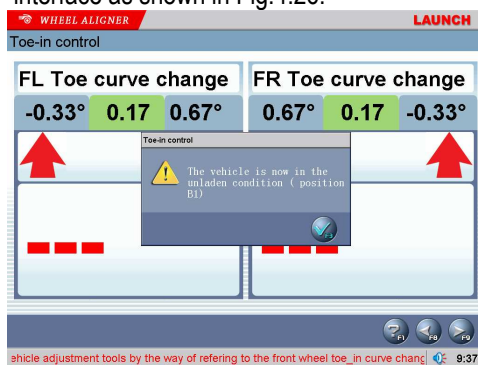 interface as shown in Fig.4.20.
WHEEL ALIGNER LAUNCH
Toe-in control
FL Toe curve change FR Toe curve change
-0.33° 0.17 0.67° 0.67° 0.17 -0.33°
Toe-in control
The vehicle is now in the
unladen condition ( position
B1)
F5
F1 F8 F9
ehicle adjustment tools by the way of refering to the front wheel toe_in curve chang 9:37